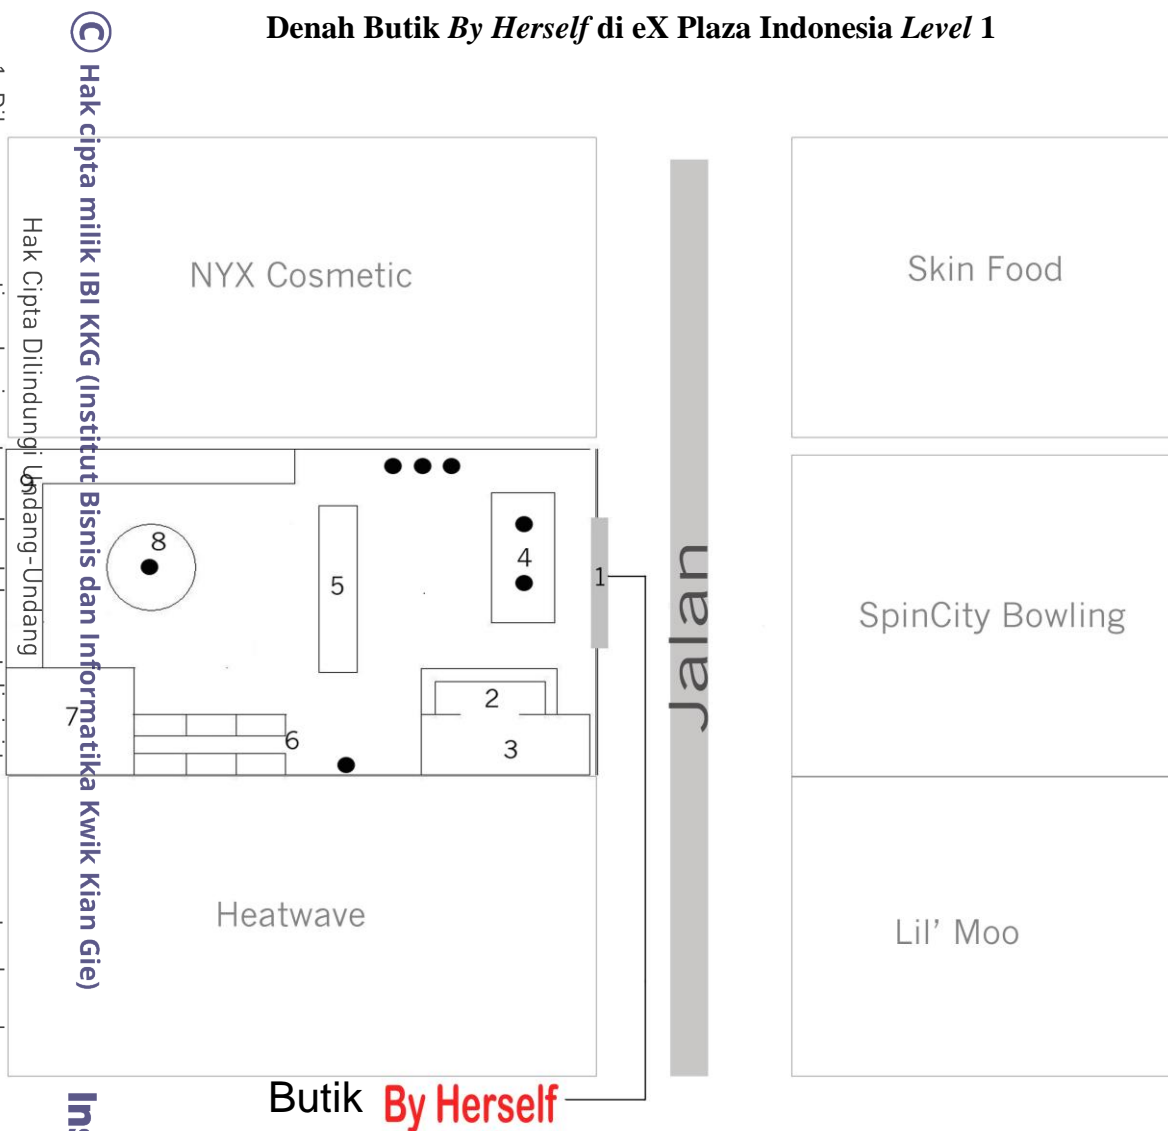 Denah Butik By Herself di eX Plaza Indonesia Level 1
© Hak cipta milik IBI KKG (Institut Bisnis dan Informatika Kwik Kian Gie)
Hak Cipta Dilindungi Undang-Undang
NYX Cosmetic
Skin Food
9
8
5
4
1
Jalan
SpinCity Bowling
2
7
6
3
Heatwave
Lil’ Moo
Butik By Herself